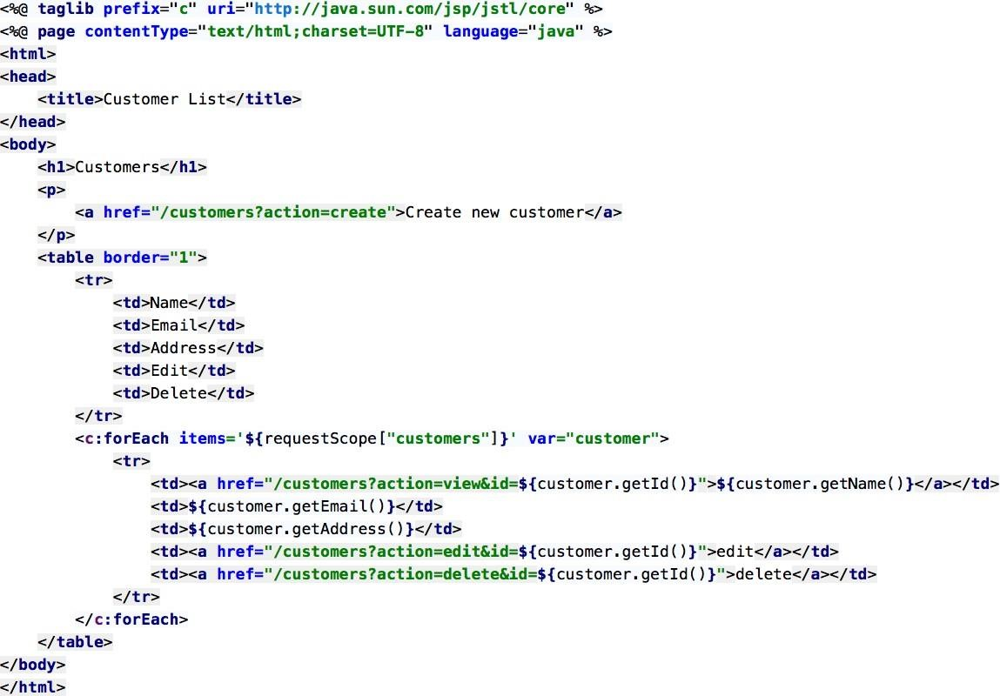 <%@ taglib prefix="c" uri="http://java.sun.com/jsp/jstl/core" %>
<%@ page contentType="text/html;charset=UTF-8" language="java" %>
<html>
<head>
    <title>Customer List</title>
</head>
<body>
    <h1>Customers</h1>
    <p>
        <a href="/customers?action=create">Create new customer</a>
    </p>
    <table border="1">
        <tr>
            <td>Name</td>
            <td>Email</td>
            <td>Address</td>
            <td>Edit</td>
            <td>Delete</td>
        </tr>
        <c:forEach items='${requestScope["customers"]}' var="customer">
            <tr>
                <td><a href="/customers?action=view&id=${customer.getId()}">${customer.getName()}</a></td>
                <td>${customer.getEmail()}</td>
                <td>${customer.getAddress()}</td>
                <td><a href="/customers?action=edit&id=${customer.getId()}">edit</a></td>
                <td><a href="/customers?action=delete&id=${customer.getId()}">delete</a></td>
            </tr>
        </c:forEach>
    </table>
</body>
</html>